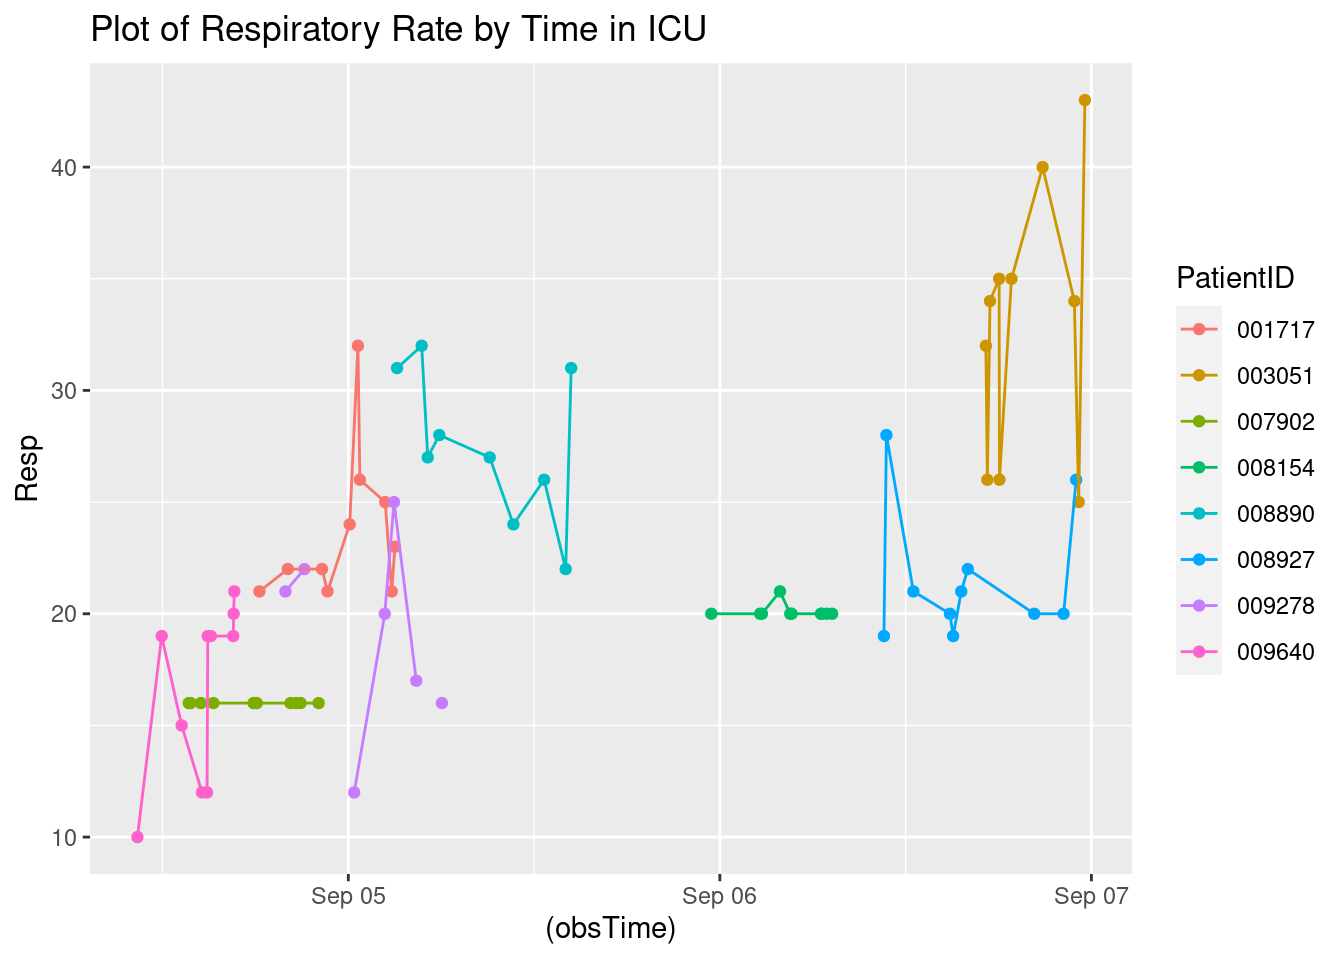 Plot of Respiratory Rate by Time in ICU
Resp
40
30
20
10
Sep 05
Sep 06
Sep 07
(obsTime)
PatientID
001717
003051
007902
008154
008890
008927
009278
009640